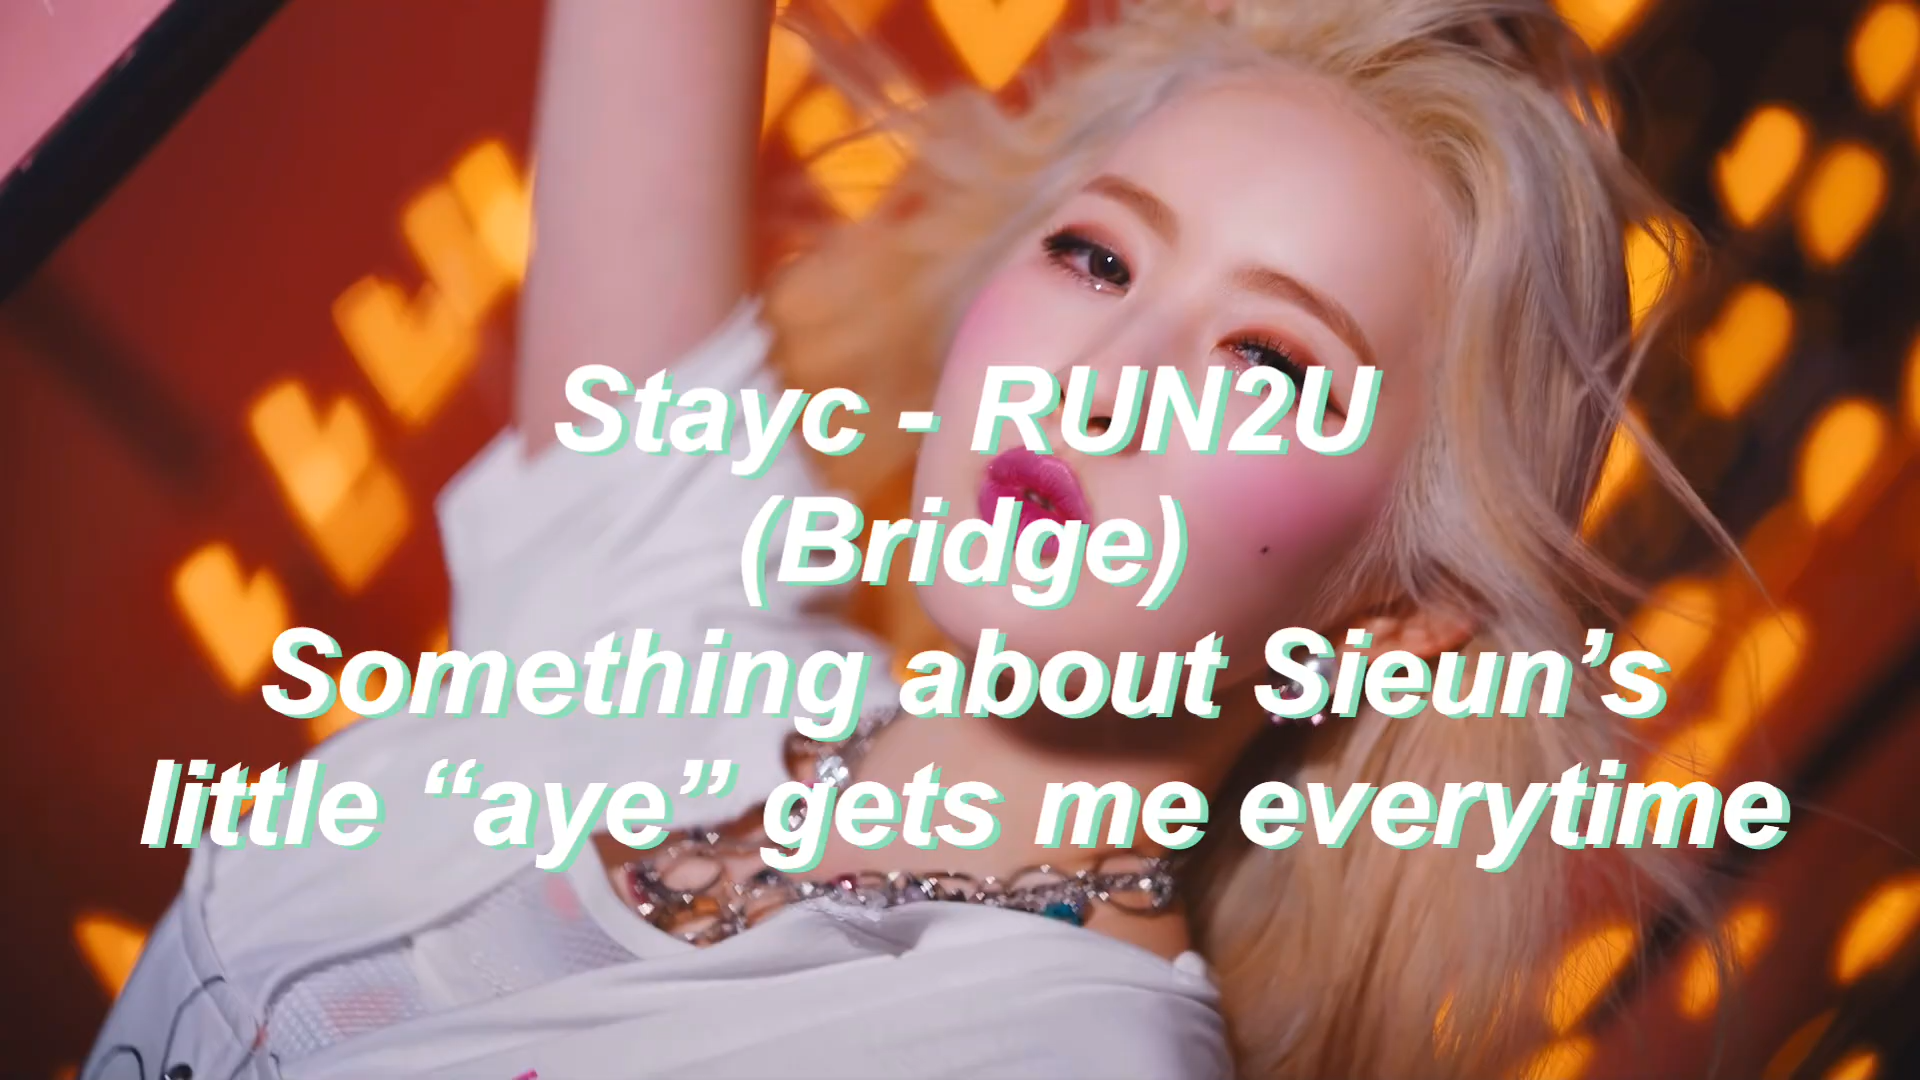 Stayc - RUN2U
(Bridge)
Something about Sieun’s
little “aye” gets me everytime